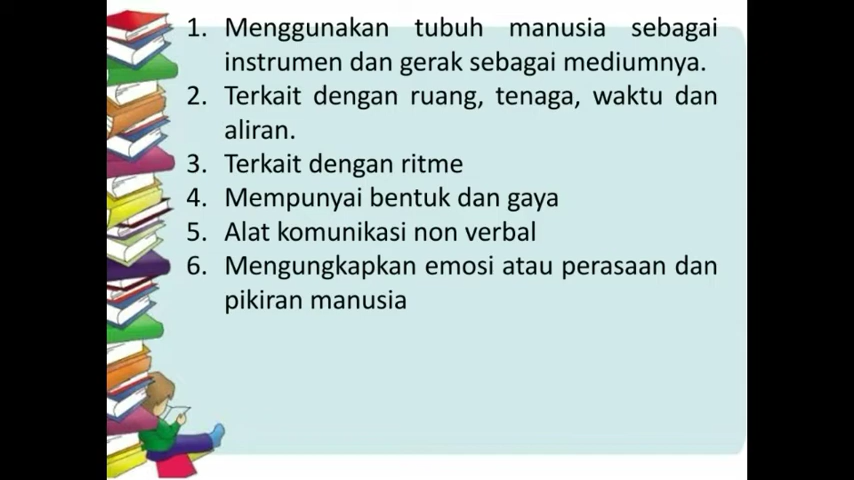 1. Menggunakan tubuh manusia sebagai
instrumen dan gerak sebagai mediumnya.
2. Terkait dengan ruang, tenaga, waktu dan
aliran.
3. Terkait dengan ritme
4. Mempunyai bentuk dan gaya
5. Alat komunikasi non verbal
6. Mengungkapkan emosi atau perasaan dan
pikiran manusia